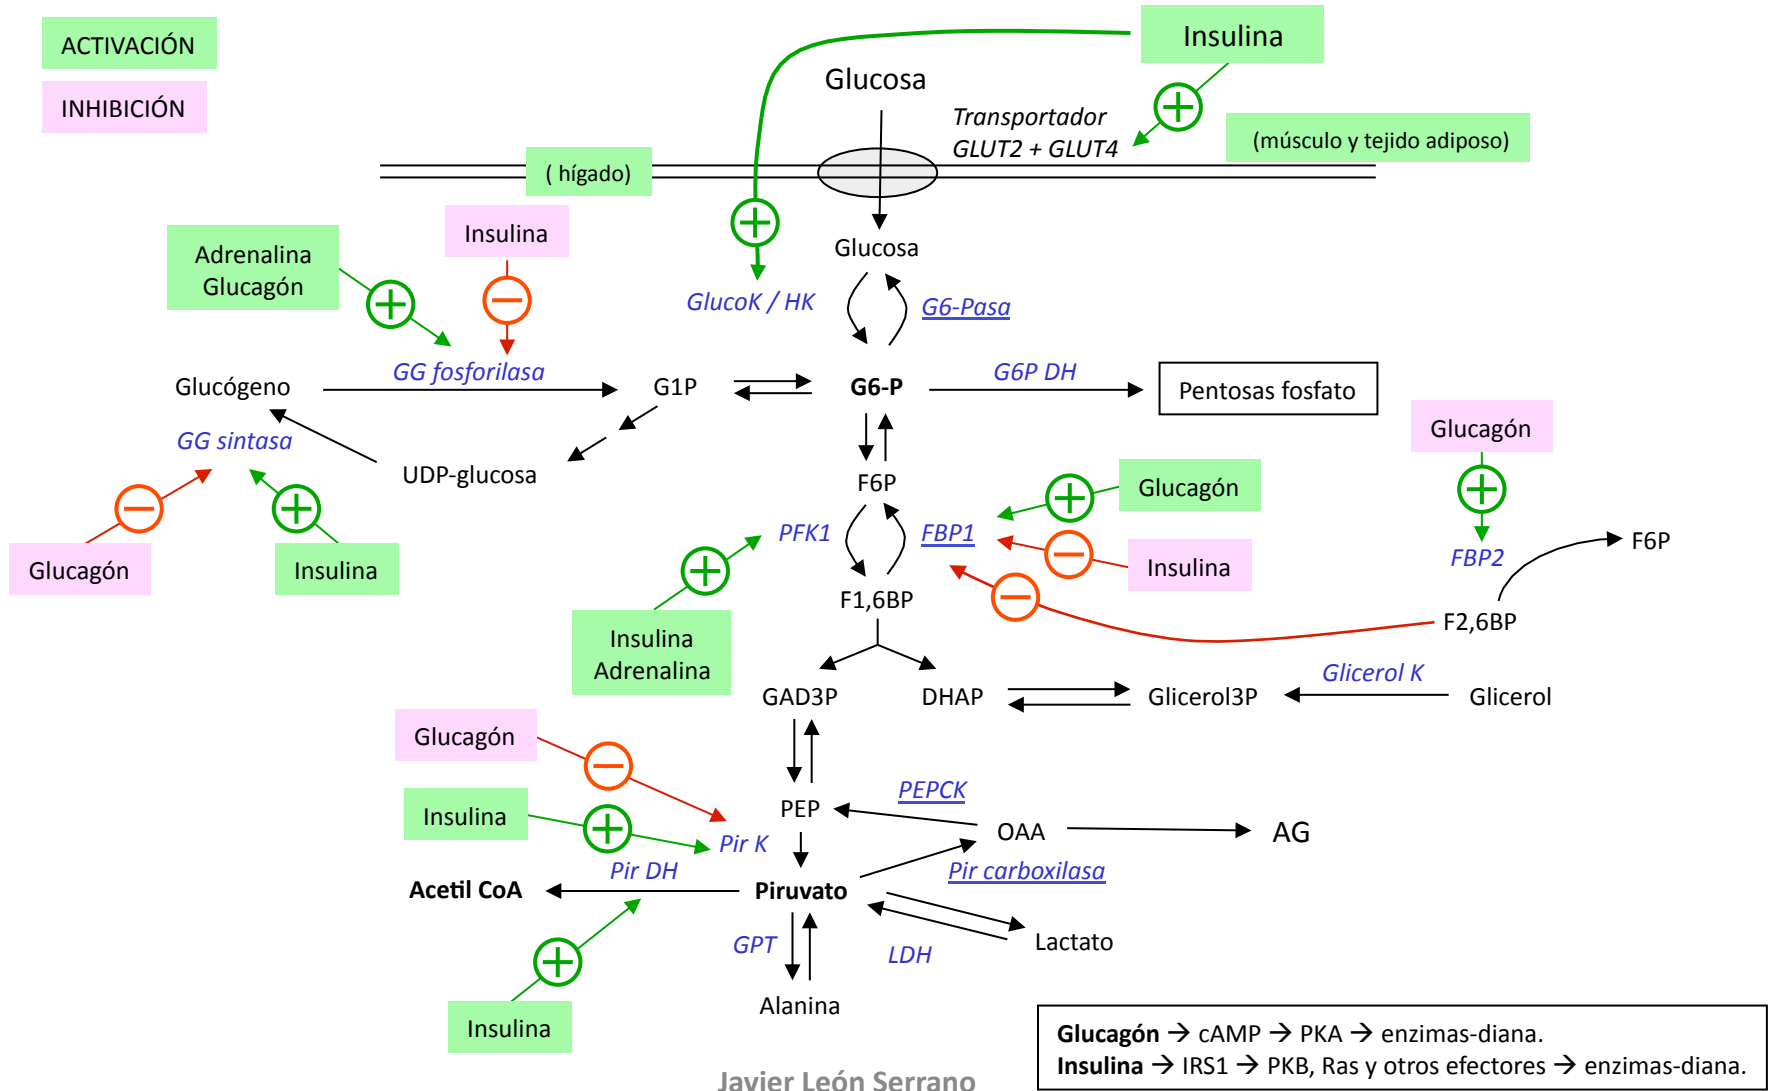 ACTIVACIÓN
INHIBICIÓN
Insulina
Glucosa
Transportador
GLUT2 + GLUT4
(músculo y tejido adiposo)
( hígado)
Adrenalina
Glucagón
Insulina
Glucosa
GlucoK / HK
G6-Pasa
Glucógeno
GG fosforilasa
G1P
G6-P
G6P DH
Pentosas fosfato
GG sintasa
UDP-glucosa
Glucagón
Insulina
F6P
Glucagón
Glucagón
PFK1
FBP1
Insulina
FBP2
F6P
F1,6BP
F2,6BP
Insulina
Adrenalina
GAD3P
DHAP
Glicerol3P
Glicerol K
Glicerol
Glucagón
Insulina
PEP
PEPCK
OAA
AG
Pir K
Pir DH
Acetil CoA
Piruvato
Pir carboxilasa
GPT
LDH
Lactato
Alanina
Insulina
Glucagón → cAMP → PKA → enzimas-diana.
Insulina → IRS1 → PKB, Ras y otros efectores → enzimas-diana.
Javier León Serrano